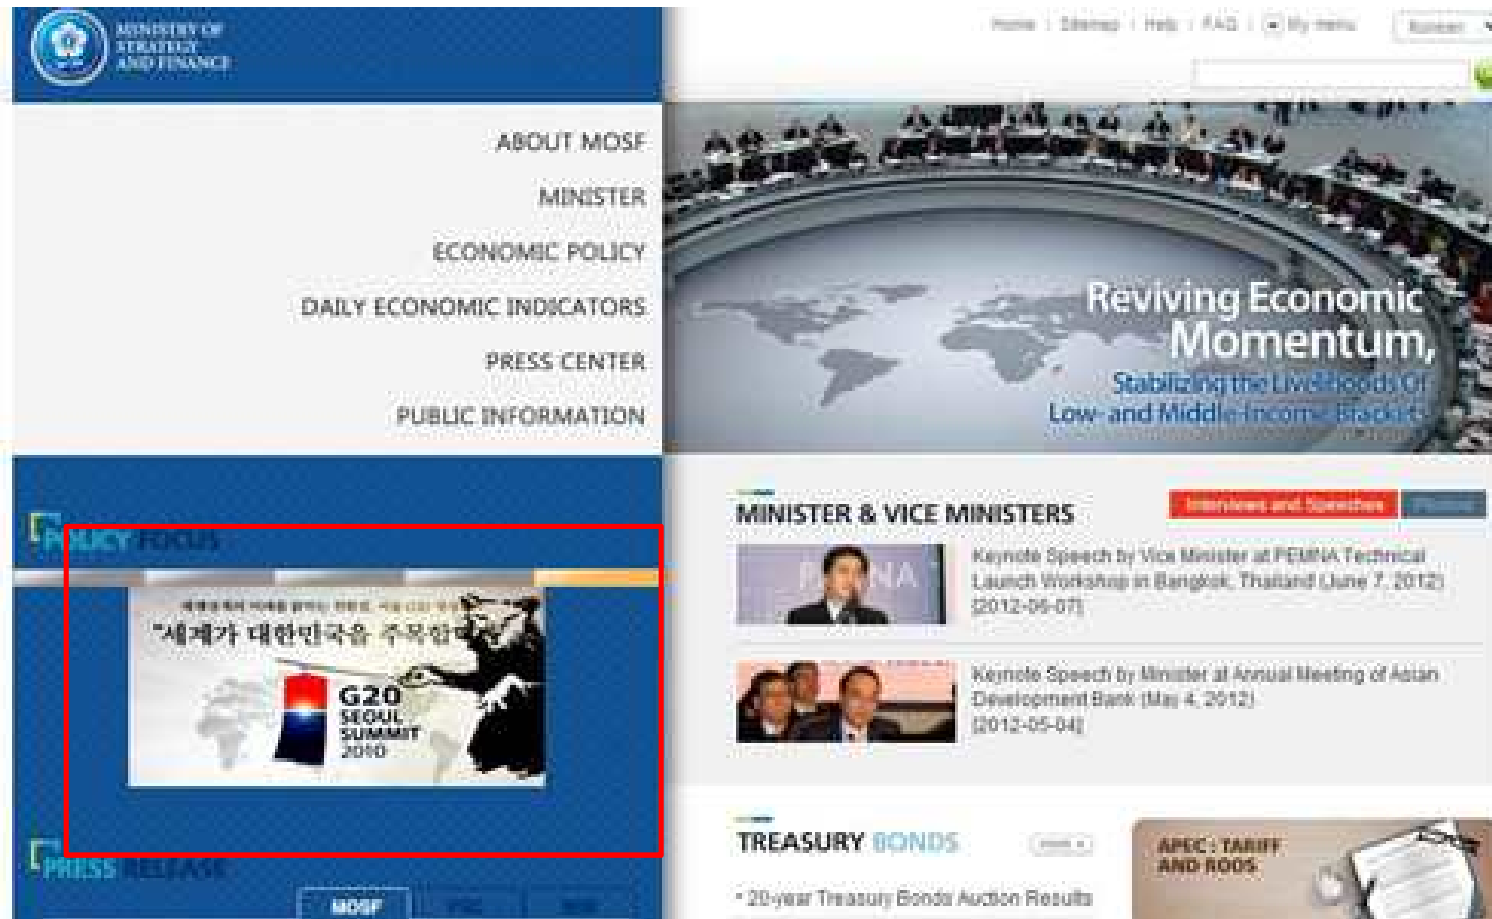 MINISTRY OF
STRATEGY
AND FINANCE
Home | Sitemap | Help | FAQ | My menu
Korean
ABOUT MOSF
MINISTER
ECONOMIC POLICY
DAILY ECONOMIC INDICATORS
PRESS CENTER
PUBLIC INFORMATION
Reviving Economic
Momentum,
Stabilizing the Livelihoods Of
Low- and Middle-Income Brackets
POLICY FOCUS
"세계가 대한민국을
G20
SEOUL
SUMMIT
2010
PRESS RELEASE
MOSF
MINISTER & VICE MINISTERS
Interviews and Speeches
Photos
PEMNA
Keynote Speech by Vice Minister at PEMNA Technical
Launch Workshop in Bangkok, Thailand (June 7, 2012)
[2012-06-07]
Keynote Speech by Minister at Annual Meeting of Asian
Development Bank (May 4, 2012)
[2012-05-04]
TREASURY BONDS
more
20-year Treasury Bonds Auction Results
APEC : TARIFF
AND ROOS